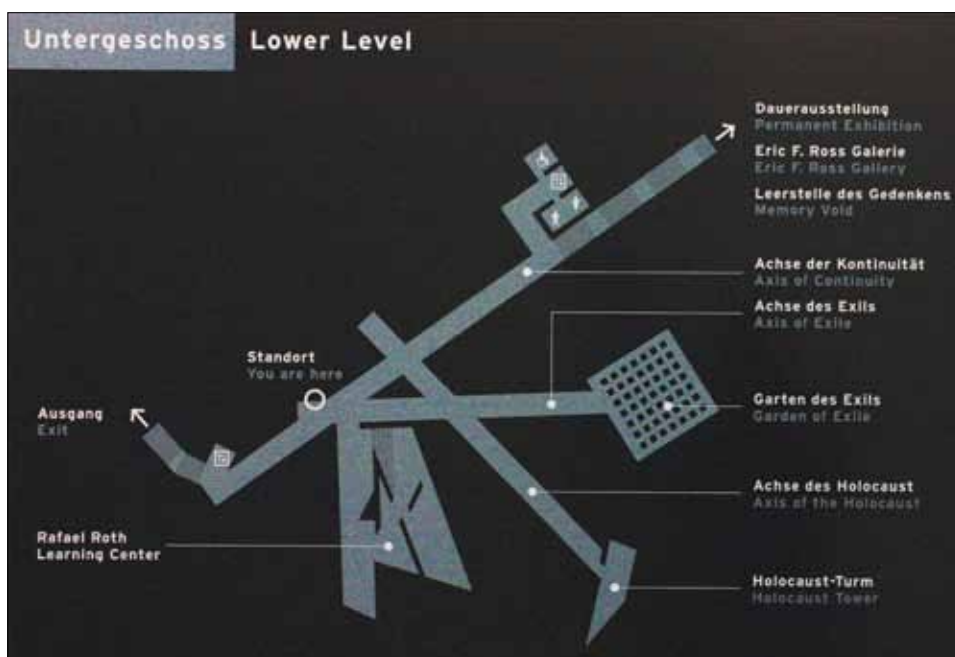 Untergeschoss Lower Level
Dauerausstellung
Permanent Exhibition
Eric F. Ross Galerie
Eric F. Ross Gallery
Leerstelle des Gedenkens
Memory Void
Achse der Kontinuität
Axis of Continuity
Achse des Exils
Axis of Exile
Standort
You are here
Ausgang
Exit
Garten des Exils
Garden of Exile
Achse des Holocaust
Axis of the Holocaust
Rafael Roth
Learning Center
Holocaust-Turm
Holocaust Tower